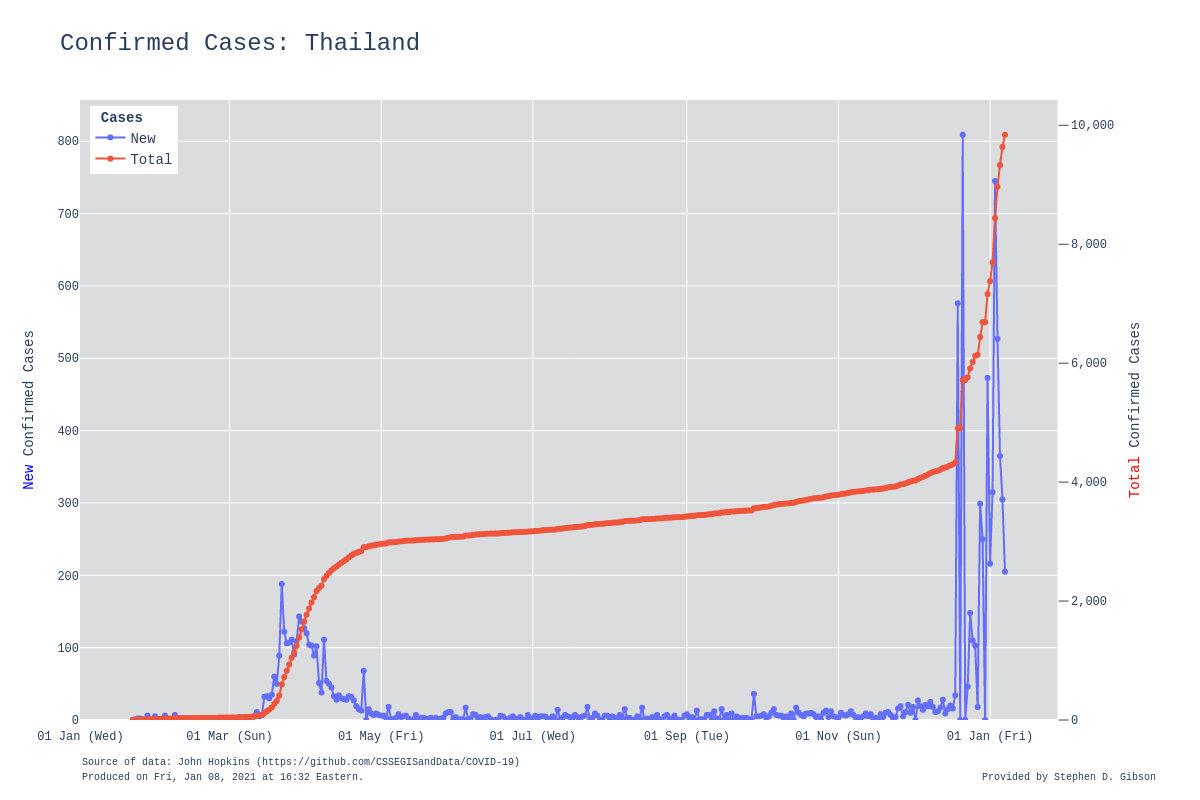 Confirmed Cases: Thailand
Cases
New
Total
800
700
600
500
400
300
200
100
0
10,000
8,000
6,000
4,000
2,000
0
New Confirmed Cases
Total Confirmed Cases
01 Jan (Wed)
01 Mar (Sun)
01 May (Fri)
01 Jul (Wed)
01 Sep (Tue)
01 Nov (Sun)
01 Jan (Fri)
Source of data: John Hopkins (https://github.com/CSSEGISandData/COVID-19)
Produced on Fri, Jan 08, 2021 at 16:32 Eastern.
Provided by Stephen D. Gibson